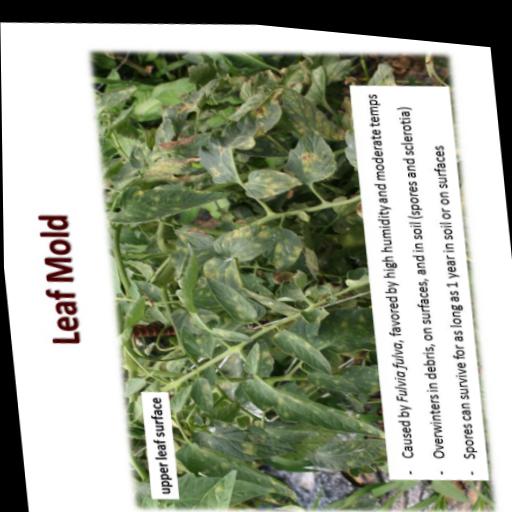 Leaf Mold
upper leaf surface
- Caused by Fulvia fulva, favored by high humidity and moderate temps
- Overwinters in debris, on surfaces, and in soil (spores and sclerotia)
- Spores can survive for as long as 1 year in soil or on surfaces